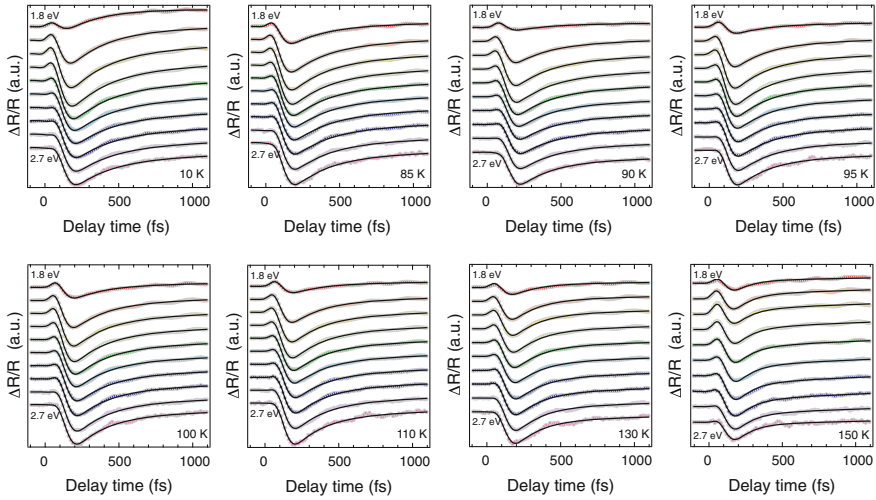 1.8 eV
ΔR/R (a.u.)
2.7 eV
10 K
0 500 1000
Delay time (fs)
1.8 eV
ΔR/R (a.u.)
2.7 eV
85 K
0 500 1000
Delay time (fs)
1.8 eV
ΔR/R (a.u.)
2.7 eV
90 K
0 500 1000
Delay time (fs)
1.8 eV
ΔR/R (a.u.)
2.7 eV
95 K
0 500 1000
Delay time (fs)
1.8 eV
ΔR/R (a.u.)
2.7 eV
100 K
0 500 1000
Delay time (fs)
1.8 eV
ΔR/R (a.u.)
2.7 eV
110 K
0 500 1000
Delay time (fs)
1.8 eV
ΔR/R (a.u.)
2.7 eV
130 K
0 500 1000
Delay time (fs)
1.8 eV
ΔR/R (a.u.)
2.7 eV
150 K
0 500 1000
Delay time (fs)